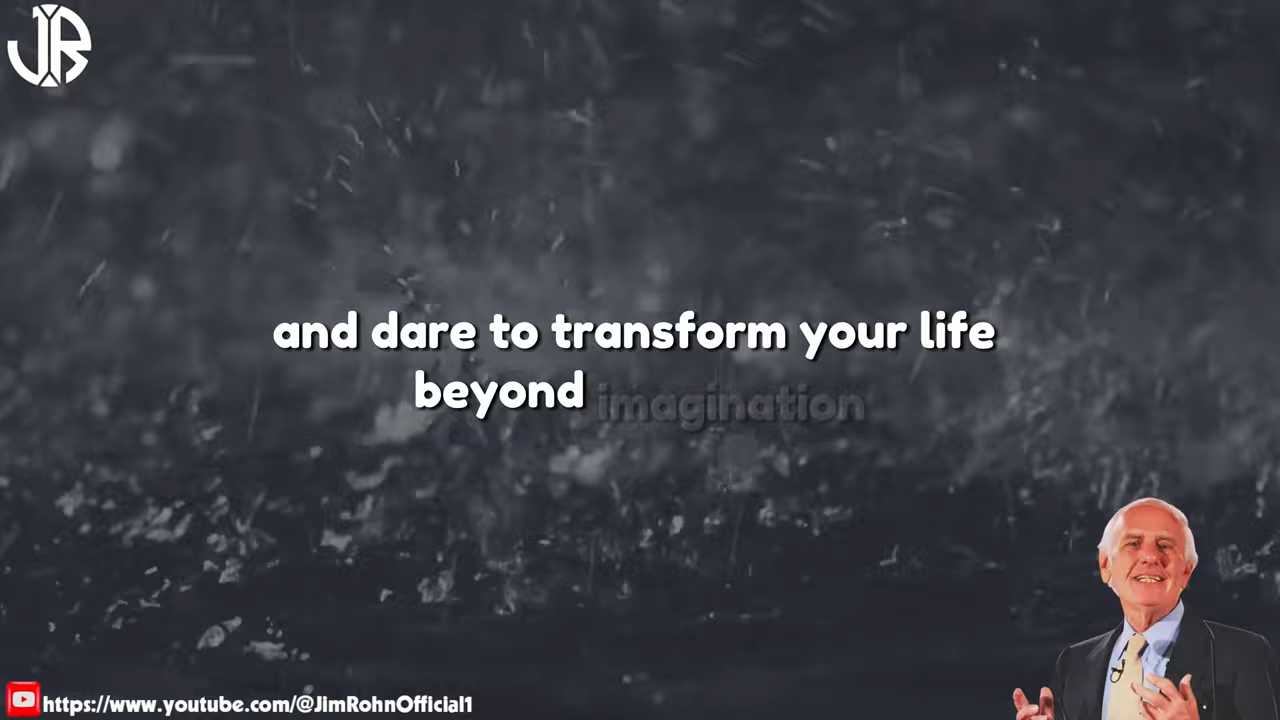 JR
and dare to transform your life
beyond imagination
https://www.youtube.com/@JimRohnOfficial1